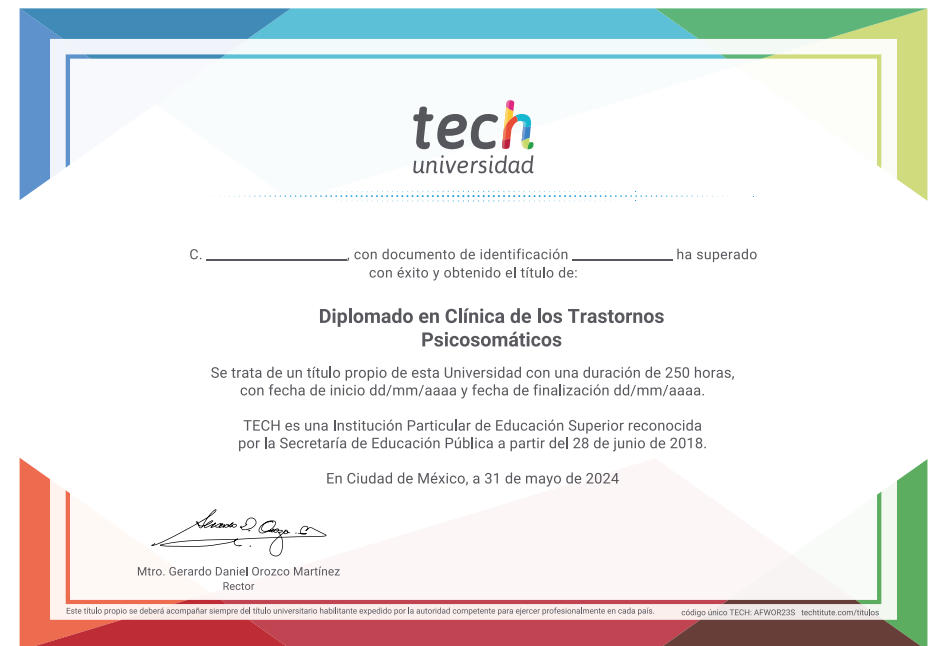 tech
universidad
C. ____________, con documento de identificación _________ ha superado
con éxito y obtenido el título de:
Diplomado en Clínica de los Trastornos
Psicosomáticos
Se trata de un título propio de esta Universidad con una duración de 250 horas,
con fecha de inicio dd/mm/aaaa y fecha de finalización dd/mm/aaaa.
TECH es una Institución Particular de Educación Superior reconocida
por la Secretaría de Educación Pública a partir del 28 de junio de 2018.
En Ciudad de México, a 31 de mayo de 2024
Mtro. Gerardo Daniel Orozco Martínez
Rector
Este título propio se deberá acompañar siempre del título universitario habilitante expedido por la autoridad competente para ejercer profesionalmente en cada país. código único TECH: AFWOR23S techtitute.com/titulos